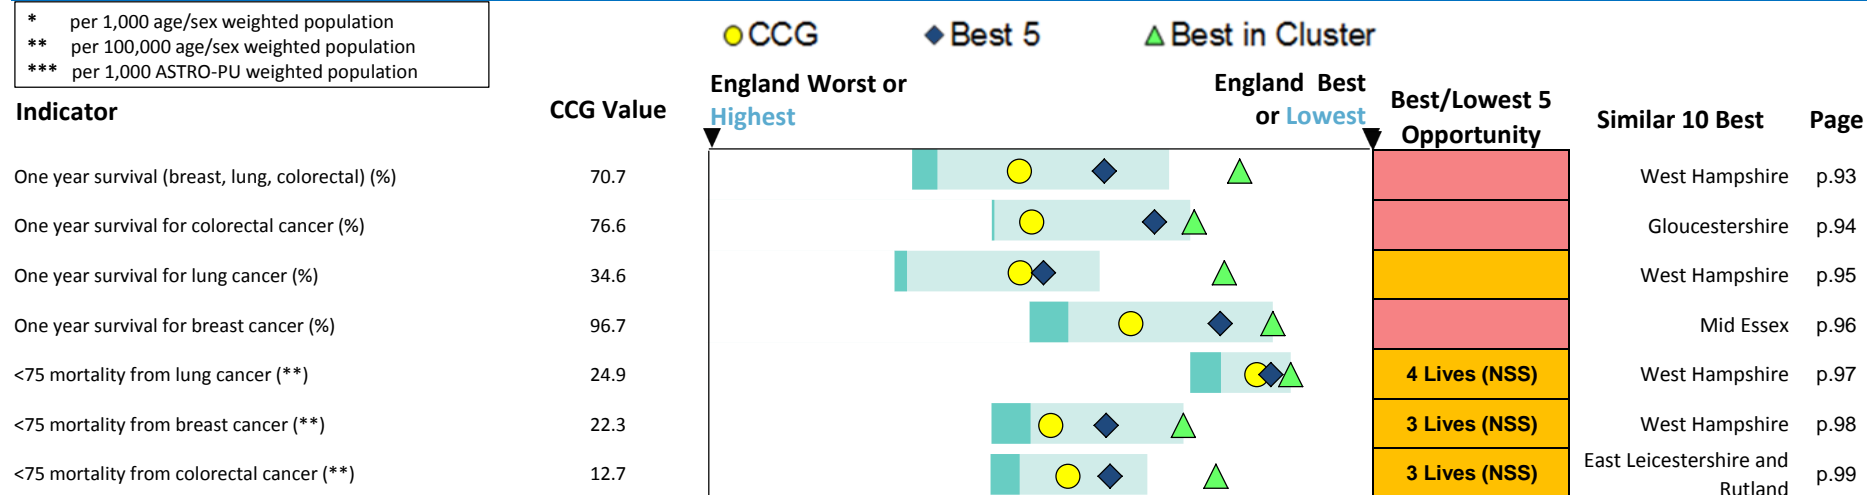 * per 1,000 age/sex weighted population
** per 100,000 age/sex weighted population
*** per 1,000 ASTRO-PU weighted population
CCG Best 5 Best in Cluster
Indicator CCG Value England Worst or Highest England Best or Lowest Best/Lowest 5 Opportunity Similar 10 Best Page
One year survival (breast, lung, colorectal) (%) 70.7 West Hampshire p.93
One year survival for colorectal cancer (%) 76.6 Gloucestershire p.94
One year survival for lung cancer (%) 34.6 West Hampshire p.95
One year survival for breast cancer (%) 96.7 Mid Essex p.96
<75 mortality from lung cancer (**) 24.9 4 Lives (NSS) West Hampshire p.97
<75 mortality from breast cancer (**) 22.3 3 Lives (NSS) West Hampshire p.98
<75 mortality from colorectal cancer (**) 12.7 3 Lives (NSS) East Leicestershire and Rutland p.99